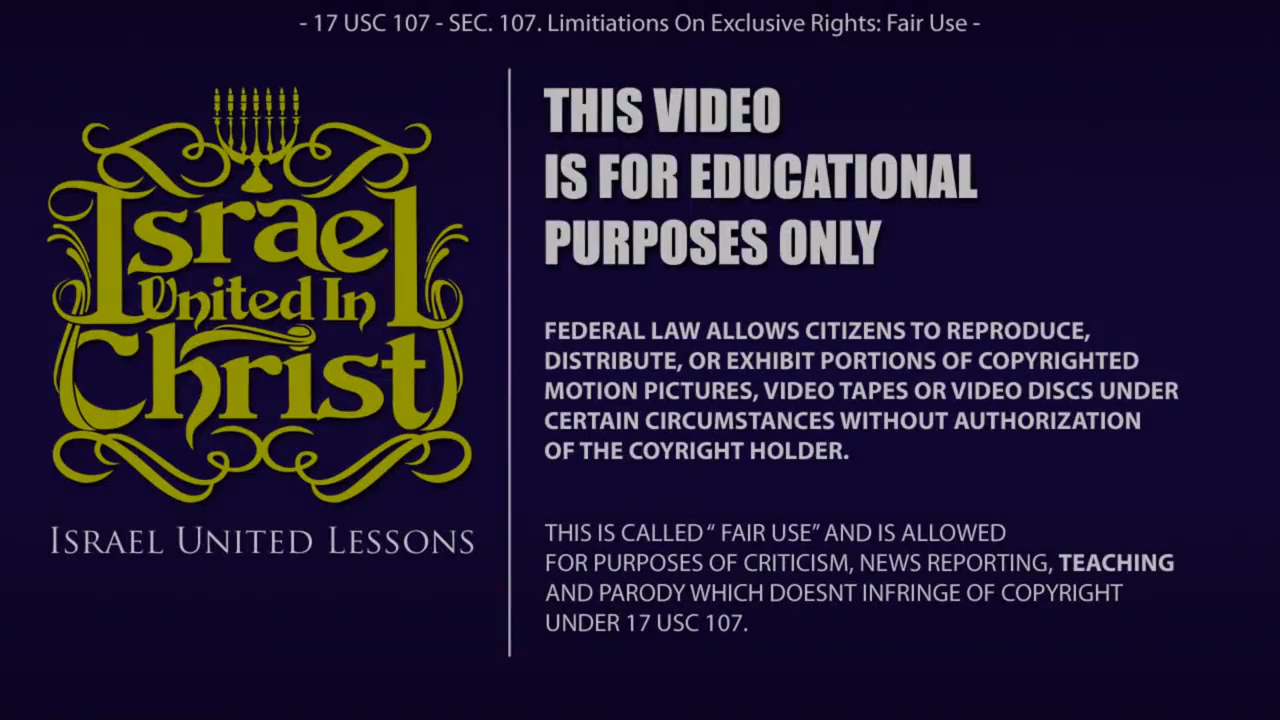 - 17 USC 107 - SEC. 107. Limitiations On Exclusive Rights: Fair Use -
Israel
United In
Christ
ISRAEL UNITED LESSONS
THIS VIDEO
IS FOR EDUCATIONAL
PURPOSES ONLY
FEDERAL LAW ALLOWS CITIZENS TO REPRODUCE,
DISTRIBUTE, OR EXHIBIT PORTIONS OF COPYRIGHTED
MOTION PICTURES, VIDEO TAPES OR VIDEO DISCS UNDER
CERTAIN CIRCUMSTANCES WITHOUT AUTHORIZATION
OF THE COYRIGHT HOLDER.
THIS IS CALLED “ FAIR USE” AND IS ALLOWED
FOR PURPOSES OF CRITICISM, NEWS REPORTING, TEACHING
AND PARODY WHICH DOESNT INFRINGE OF COPYRIGHT
UNDER 17 USC 107.